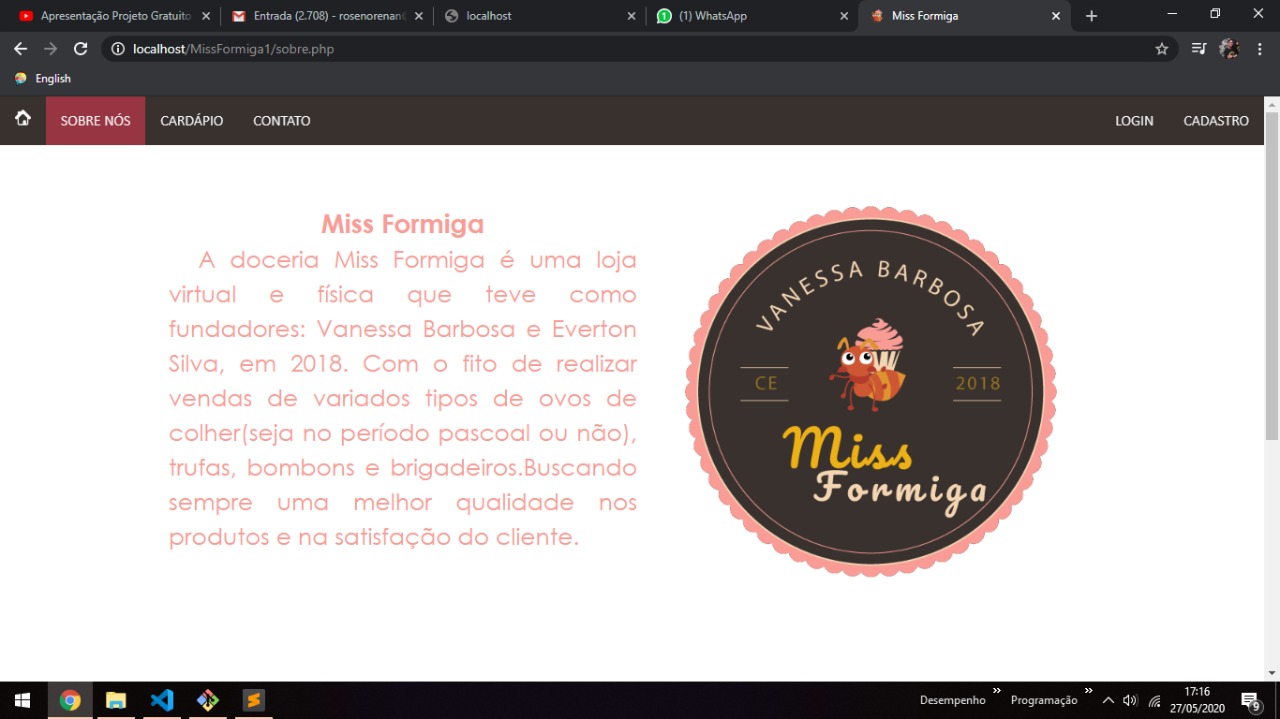 Apresentação Projeto Gratuito
Entrada (2.708) - rosenorenan
localhost
(1) WhatsApp
Miss Formiga
localhost/MissFormiga1/sobre.php
English
SOBRE NÓS
CARDÁPIO
CONTATO
LOGIN
CADASTRO
Miss Formiga
A doceria Miss Formiga é uma loja
virtual e física que teve como
fundadores: Vanessa Barbosa e Everton
Silva, em 2018. Com o fito de realizar
vendas de variados tipos de ovos de
colher(seja no período pascoal ou não),
trufas, bombons e brigadeiros.Buscando
sempre uma melhor qualidade nos
produtos e na satisfação do cliente.
VANESSA BARBOSA
CE
2018
Miss
Formiga
Desempenho
Programação
17:16
27/05/2020
9